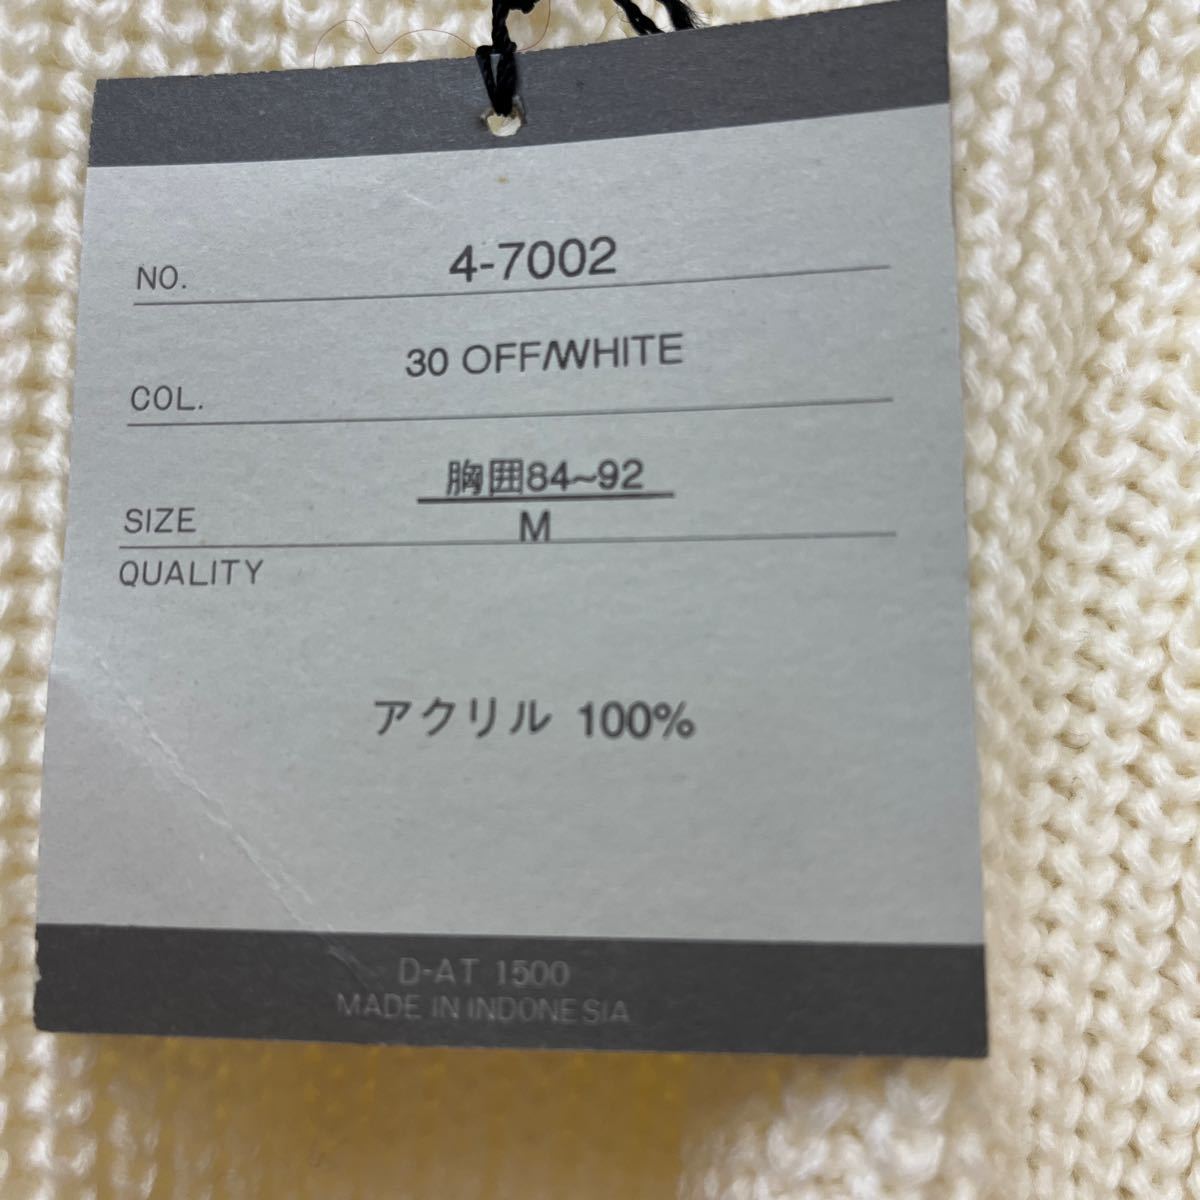 NO. 4-7002
COL. 30 OFF/WHITE
胸囲84~92
SIZE M
QUALITY
アクリル 100%
D-AT 1500
MADE IN INDONESIA